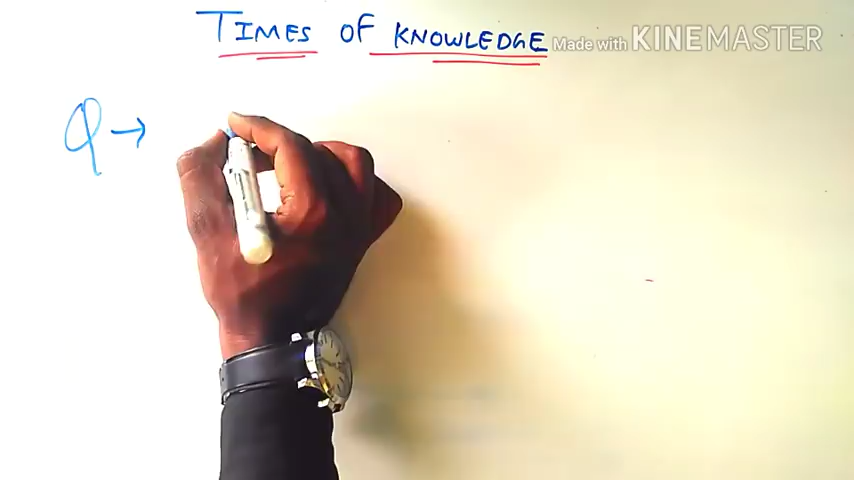 TIMES OF KNOWLEDGE
Made with KINEMASTER
Q →